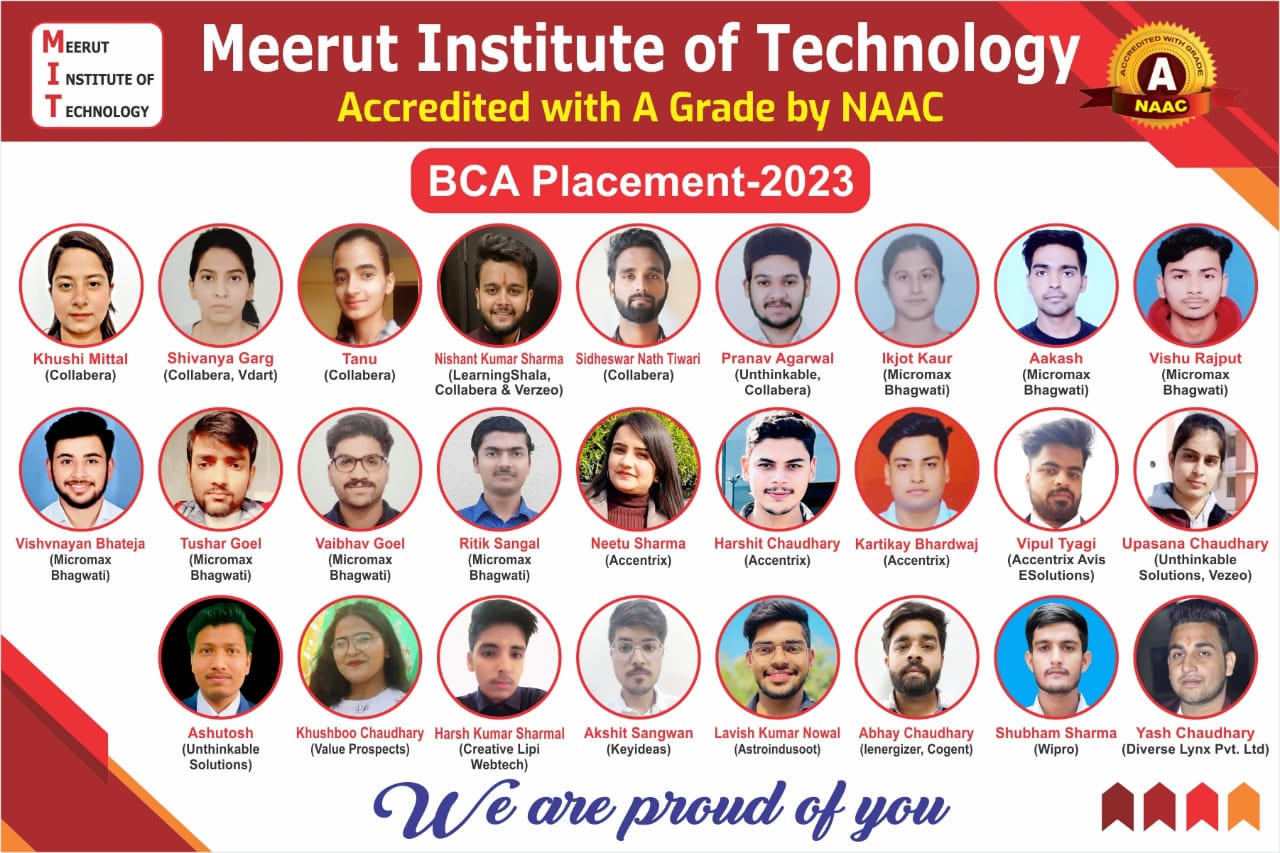 MEERUT
INSTITUTE OF
TECHNOLOGY
Meerut Institute of Technology
Accredited with A Grade by NAAC
ACCREDITED WITH GRADE
A
NAAC
BCA Placement-2023
Khushi Mittal
(Collabera)
Shivanya Garg
(Collabera, Vdart)
Tanu
(Collabera)
Nishant Kumar Sharma
(LearningShala,
Collabera & Verzeo)
Sidheswar Nath Tiwari
(Collabera)
Pranav Agarwal
(Unthinkable,
Collabera)
Ikjot Kaur
(Micromax
Bhagwati)
Aakash
(Micromax
Bhagwati)
Vishu Rajput
(Micromax
Bhagwati)
Vishvnayan Bhateja
(Micromax
Bhagwati)
Tushar Goel
(Micromax
Bhagwati)
Vaibhav Goel
(Micromax
Bhagwati)
Ritik Sangal
(Micromax
Bhagwati)
Neetu Sharma
(Accentrix)
Harshit Chaudhary
(Accentrix)
Kartikay Bhardwaj
(Accentrix)
Vipul Tyagi
(Accentrix Avis
ESolutions)
Upasana Chaudhary
(Unthinkable
Solutions, Vezeo)
Ashutosh
(Unthinkable
Solutions)
Khushboo Chaudhary
(Value Prospects)
Harsh Kumar Sharmal
(Creative Lipi
Webtech)
Akshit Sangwan
(Keyideas)
Lavish Kumar Nowal
(Astroindusoot)
Abhay Chaudhary
(Ienergizer, Cogent)
Shubham Sharma
(Wipro)
Yash Chaudhary
(Diverse Lynx Pvt. Ltd)
We are proud of you